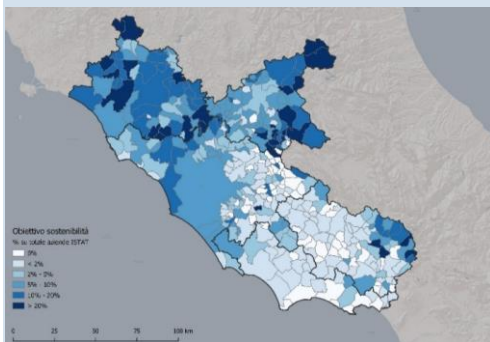 Obiettivo sostenibilità
% su totale aziende ISTAT
0%
< 2%
2% - 5%
5% - 10%
10% - 20%
> 20%
0 25 50 75 100 km